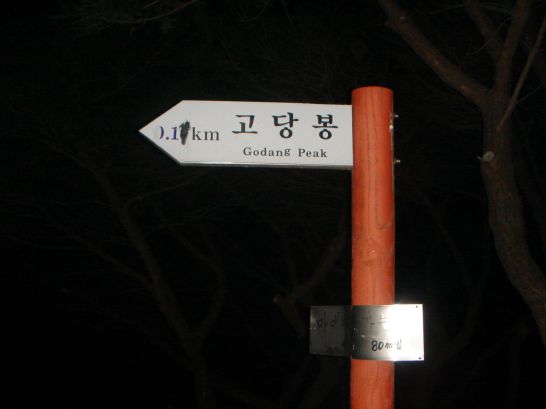 0.1 km 고당봉
Godang Peak
80m